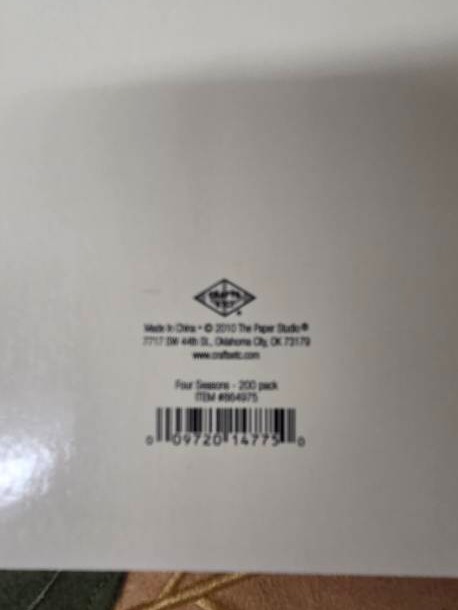 Made In China • © 2010 The Paper Studio®
7717 SW 44th St., Oklahoma City, OK 73179
www.craftsetc.com
Four Seasons - 200 pack
ITEM #864975
0 09720 14775 0